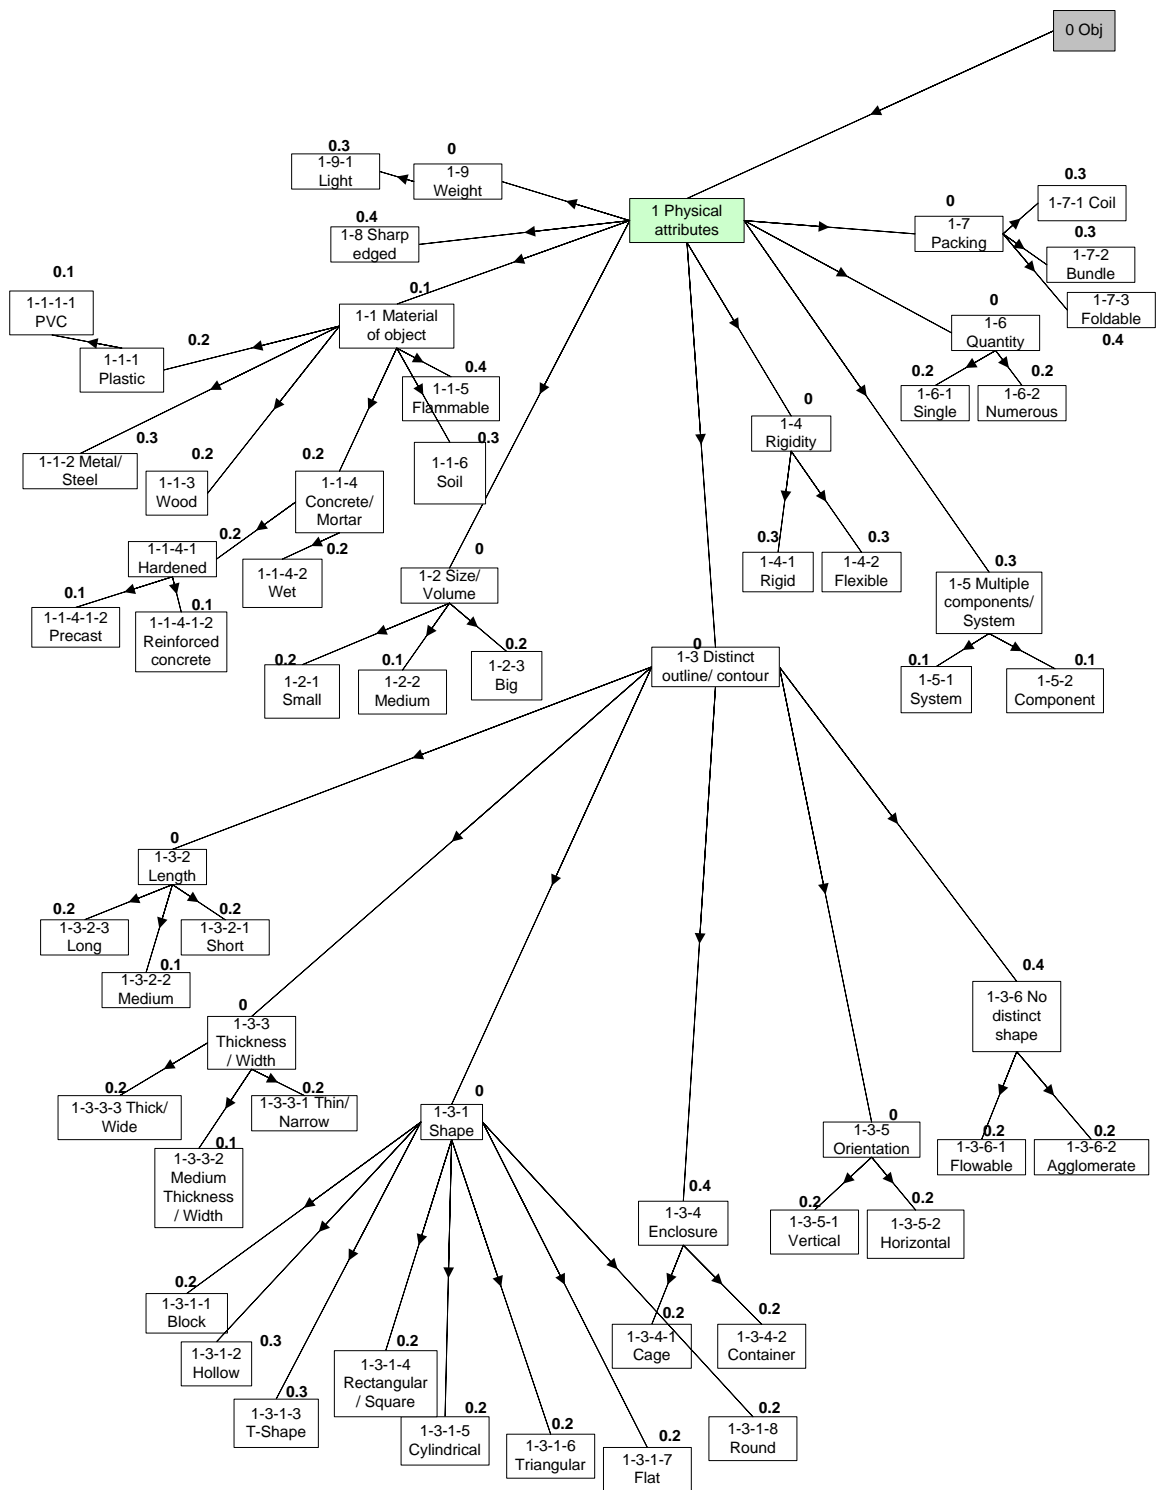 0 Obj
0.3
1-9-1
Light
0
1-9
Weight
0.4
1-8 Sharp
edged
1 Physical
attributes
0
1-7
Packing
0.3
1-7-1 Coil
0.3
1-7-2
Bundle
1-7-3
Foldable
0.4
0.1
1-1-1-1
PVC
0.2
1-1-1
Plastic
0.1
1-1 Material
of object
0
1-6
Quantity
0.2
1-6-1
Single
0.2
1-6-2
Numerous
0.4
1-1-5
Flammable
0.3
1-1-2 Metal/
Steel
0.2
1-1-3
Wood
0.2
1-1-4
Concrete/
Mortar
0.3
1-1-6
Soil
0
1-4
Rigidity
0.3
1-4-1
Rigid
0.3
1-4-2
Flexible
0.2
1-1-4-1
Hardened
0.2
1-1-4-2
Wet
0.1
1-1-4-1-2
Precast
0.1
1-1-4-1-2
Reinforced
concrete
0
1-2 Size/
Volume
0.2
1-2-1
Small
0.1
1-2-2
Medium
0.2
1-2-3
Big
0.3
1-5 Multiple
components/
System
0.1
1-5-1
System
0.1
1-5-2
Component
0
1-3 Distinct
outline/ contour
0
1-3-2
Length
0.2
1-3-2-3
Long
0.1
1-3-2-2
Medium
0.2
1-3-2-1
Short
0
1-3-3
Thickness
/ Width
0.2
1-3-3-3 Thick/
Wide
0.1
1-3-3-2
Medium
Thickness
/ Width
0.2
1-3-3-1 Thin/
Narrow
0
1-3-1
Shape
0.4
1-3-6 No
distinct
shape
0.2
1-3-6-1
Flowable
0.2
1-3-6-2
Agglomerate
0
1-3-5
Orientation
0.2
1-3-5-1
Vertical
0.2
1-3-5-2
Horizontal
0.4
1-3-4
Enclosure
0.2
1-3-4-1
Cage
0.2
1-3-4-2
Container
0.2
1-3-1-1
Block
0.3
1-3-1-2
Hollow
0.3
1-3-1-3
T-Shape
0.2
1-3-1-4
Rectangular
/ Square
0.2
1-3-1-5
Cylindrical
0.2
1-3-1-6
Triangular
0.2
1-3-1-7
Flat
0.2
1-3-1-8
Round